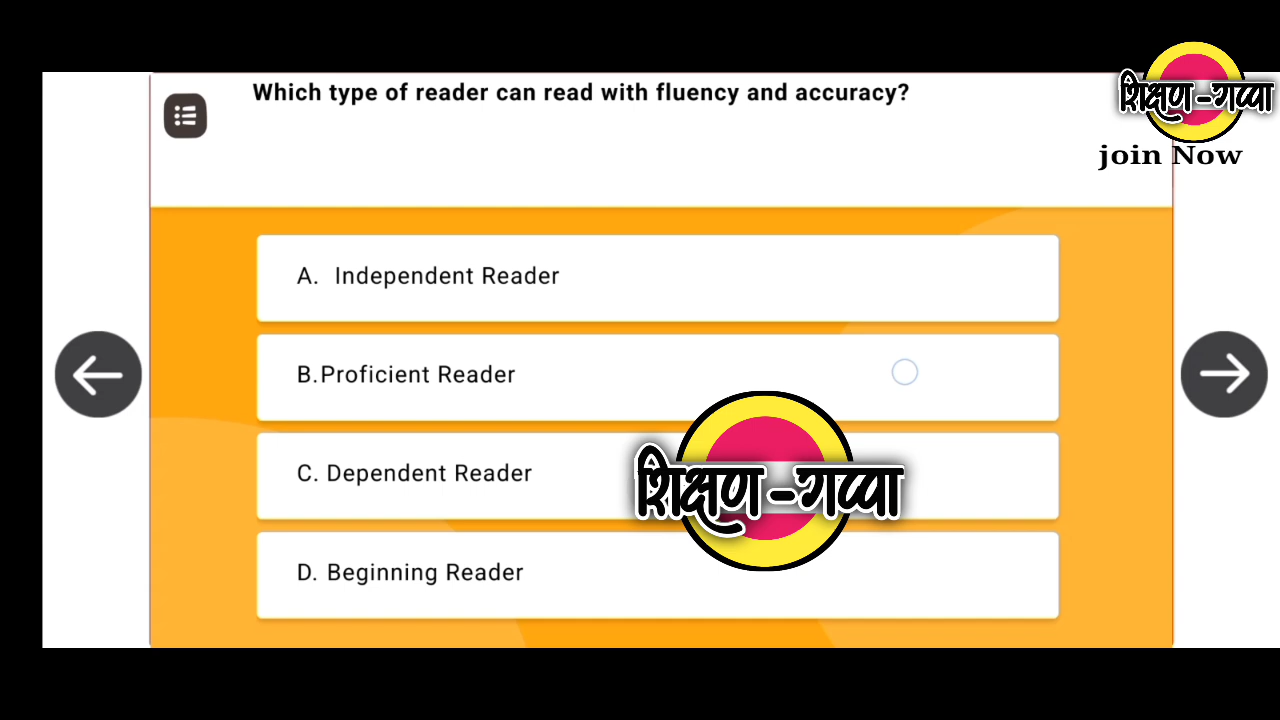 Which type of reader can read with fluency and accuracy?
शिक्षण-गप्पा
join Now
A. Independent Reader
B.Proficient Reader
C. Dependent Reader
शिक्षण-गप्पा
D. Beginning Reader